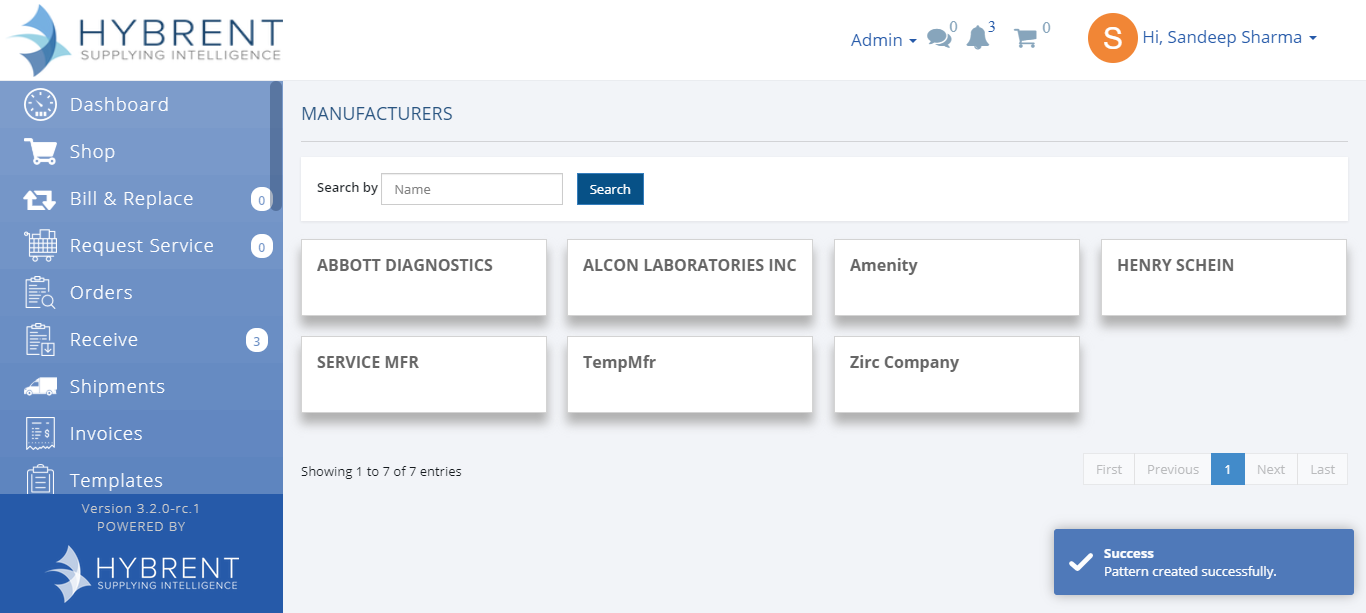 HYBRENT
SUPPLYING INTELLIGENCE
Admin
0
3
0
S
Hi, Sandeep Sharma
Dashboard
Shop
Bill & Replace 0
Request Service 0
Orders
Receive 3
Shipments
Invoices
Templates
Version 3.2.0-rc.1
POWERED BY
HYBRENT
SUPPLYING INTELLIGENCE
MANUFACTURERS
Search by Name Search
ABBOTT DIAGNOSTICS
ALCON LABORATORIES INC
Amenity
HENRY SCHEIN
SERVICE MFR
TempMfr
Zirc Company
Showing 1 to 7 of 7 entries
First Previous 1 Next Last
Success
Pattern created successfully.